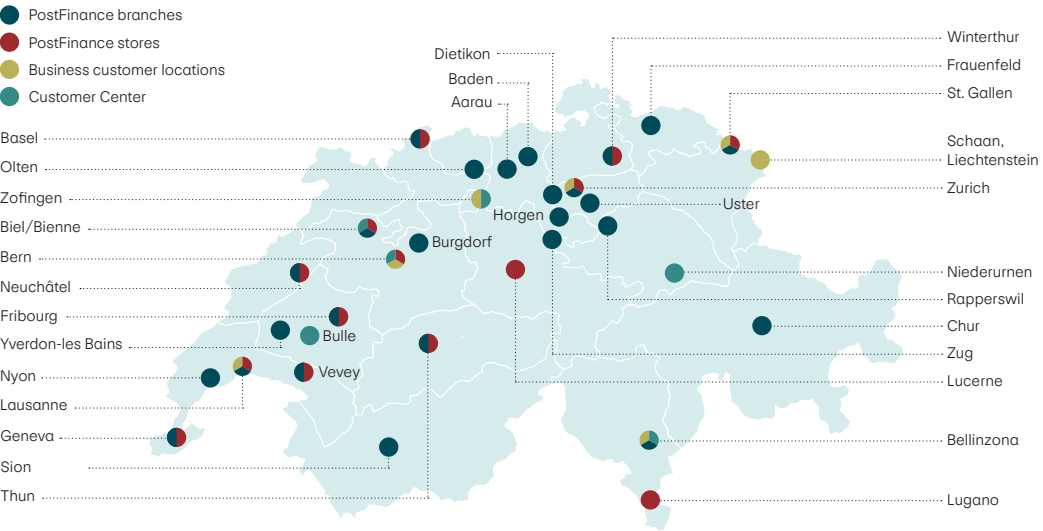 PostFinance branches
PostFinance stores
Business customer locations
Customer Center
Dietikon
Baden
Aarau
Basel
Olten
Zofingen
Biel/Bienne
Bern
Neuchâtel
Fribourg
Yverdon-les Bains
Nyon
Lausanne
Geneva
Sion
Thun
Horgen
Burgdorf
Bulle
Vevey
Uster
Winterthur
Frauenfeld
St. Gallen
Schaan,
Liechtenstein
Zurich
Niederurnen
Rapperswil
Chur
Zug
Lucerne
Bellinzona
Lugano